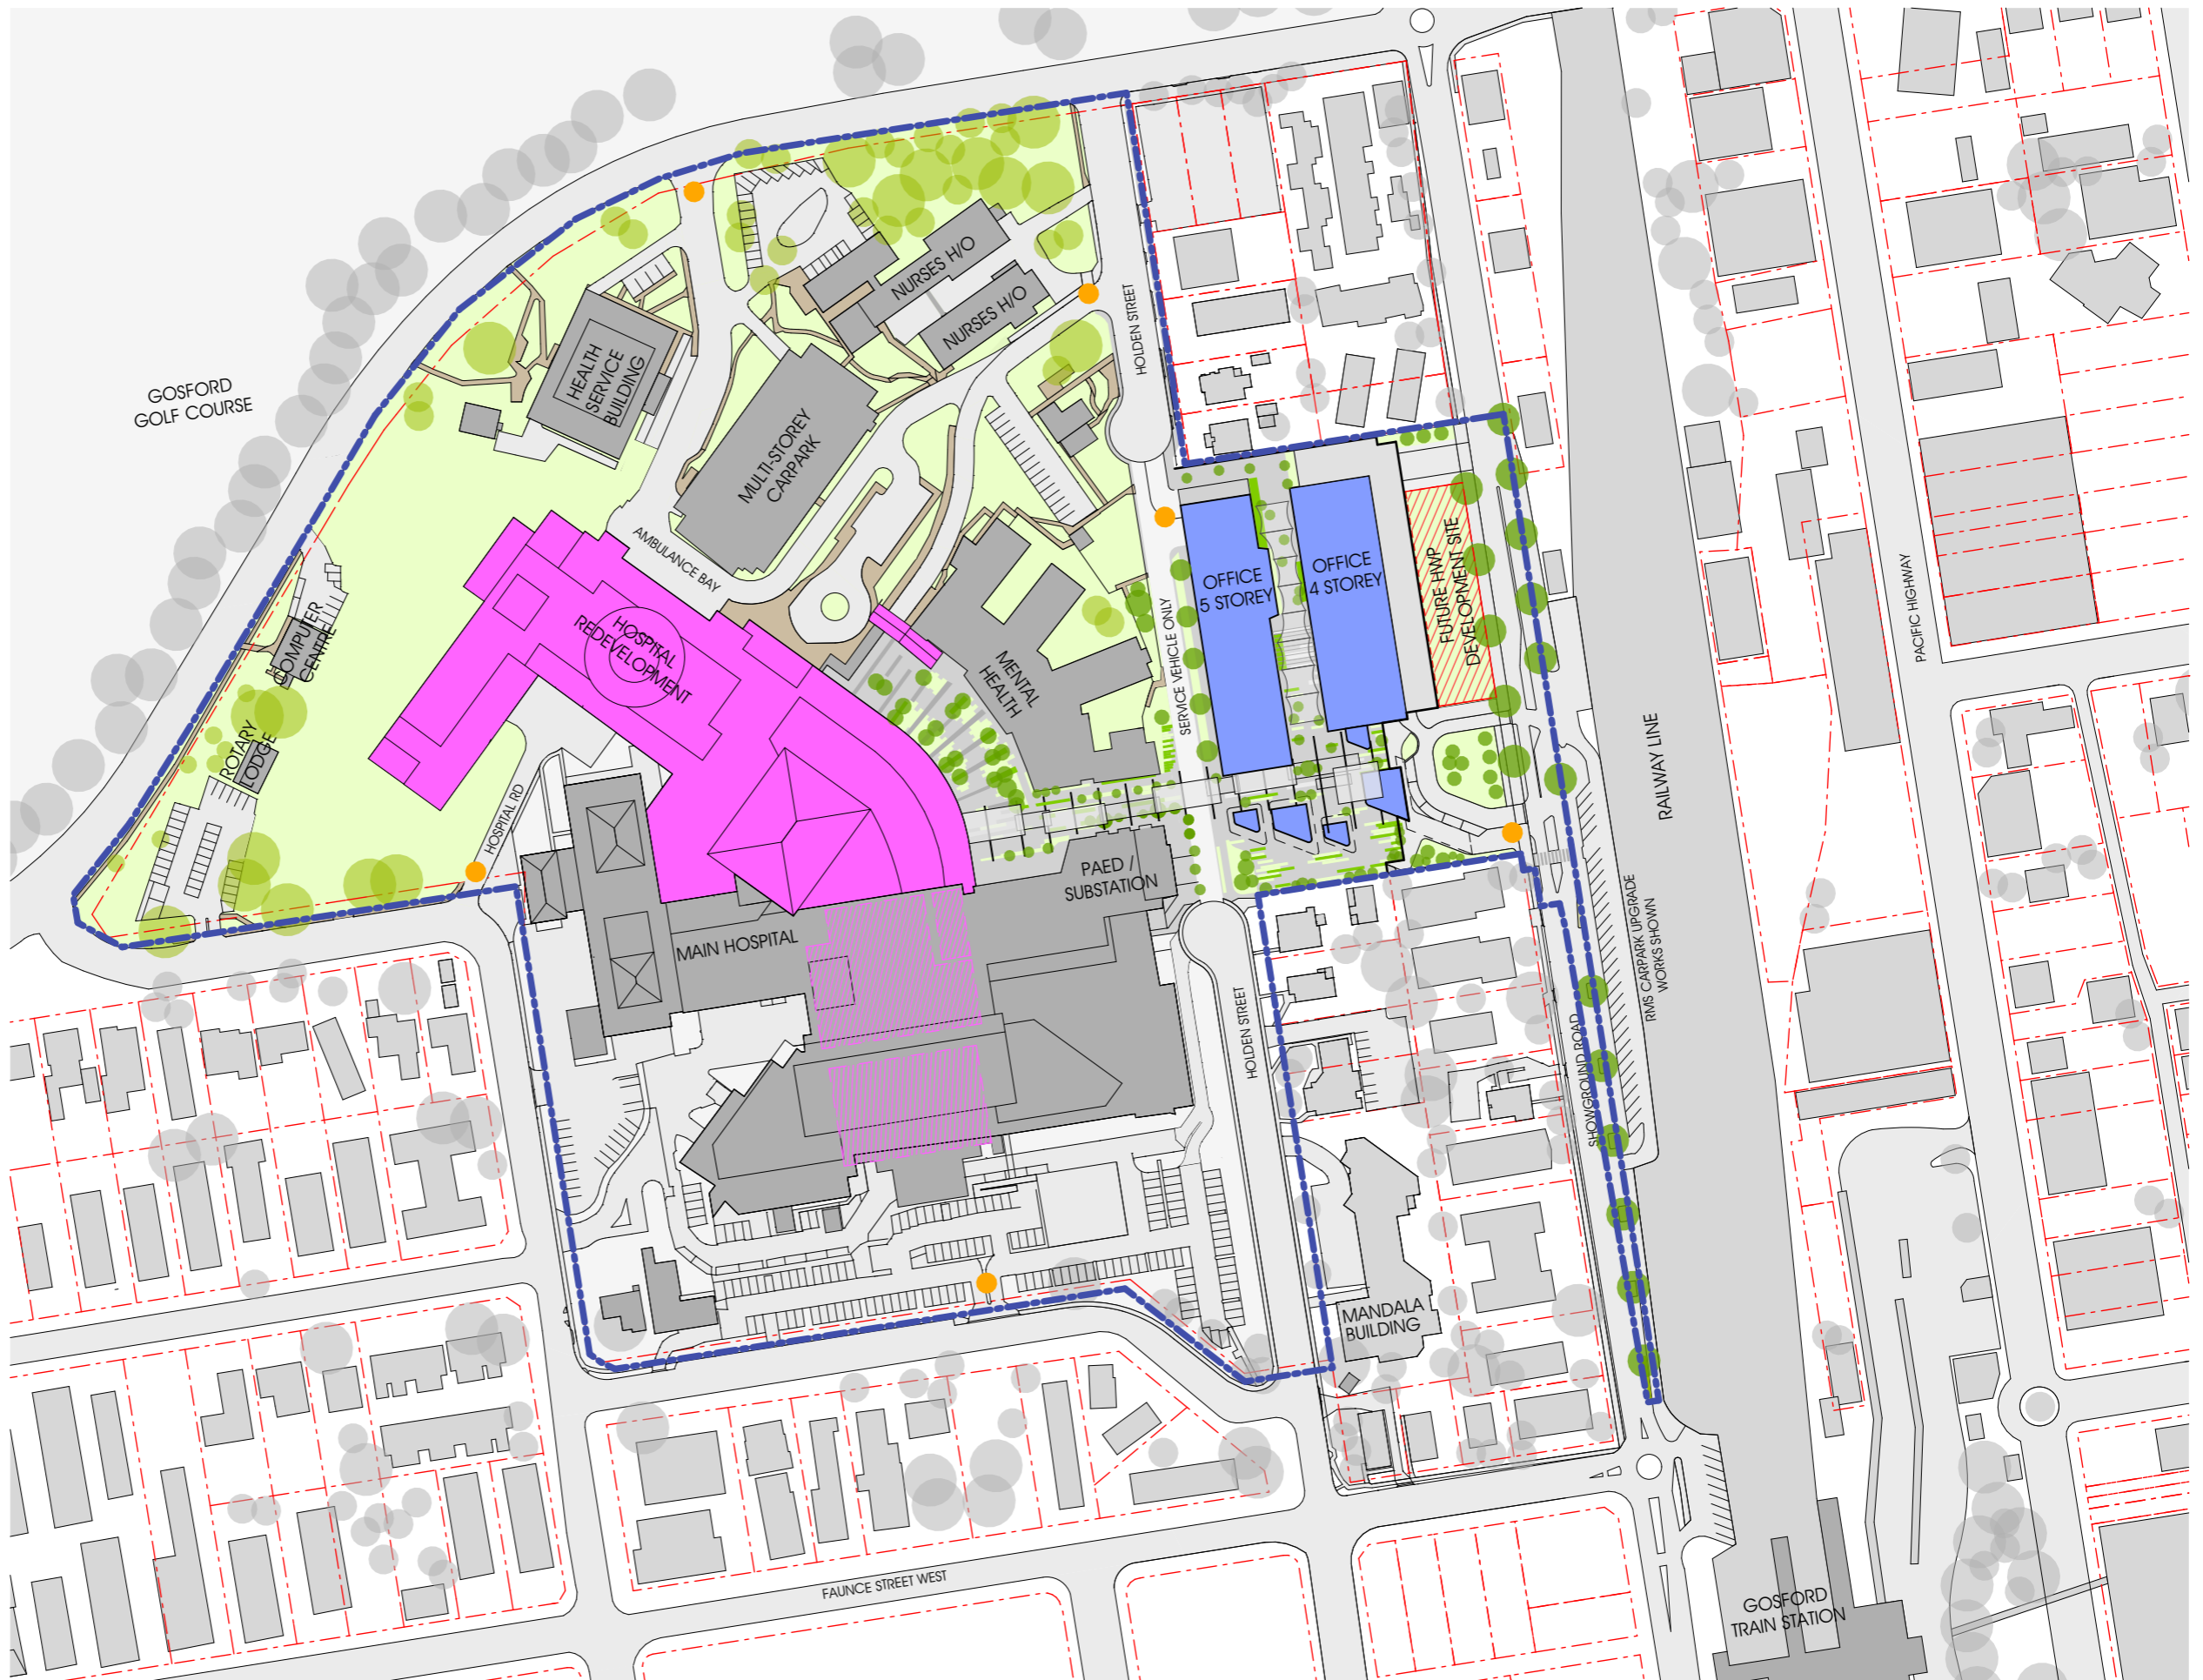 GOSFORD
GOLF COURSE
HEALTH
SERVICE
BUILDING
NURSES H/O
NURSES H/O
HOLDEN STREET
MULTI-STOREY
CARPARK
AMBULANCE BAY
COMPUTER
CENTRE
ROTARY
LODGE
HOSPITAL
REDEVELOPMENT
HOSPITAL RD
MENTAL
HEALTH
SERVICE VEHICLE ONLY
OFFICE
5 STOREY
OFFICE
4 STOREY
FUTURE HWP
DEVELOPMENT SITE
PACIFIC HIGHWAY
RAILWAY LINE
PAED /
SUBSTATION
MAIN HOSPITAL
HOLDEN STREET
SHOWGROUND ROAD
RMS CARPARK UPGRADE
WORKS SHOWN
MANDALA
BUILDING
FAUNCE STREET WEST
GOSFORD
TRAIN STATION